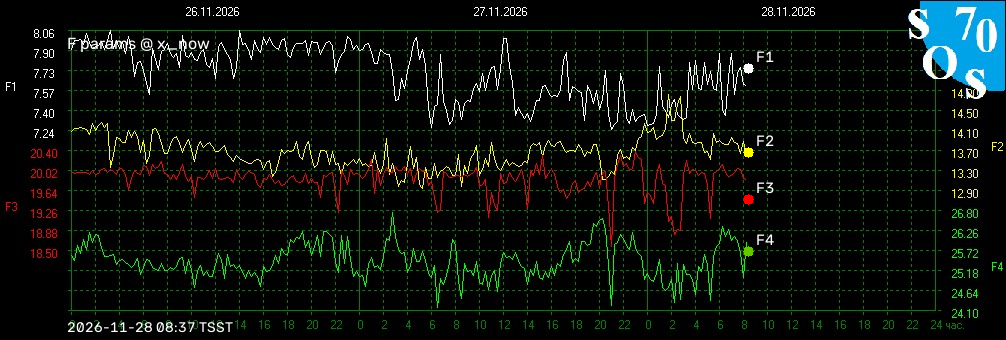 26.11.2026 27.11.2026 28.11.2026
SOS 70
F params @ x_now
F1
8.06
7.90
7.73
7.57
7.40
7.24
F3
20.40
20.02
19.64
19.26
18.88
18.50
F1
F2
F3
F4
14.90
14.50
14.10
13.70
13.30
12.90
F2
26.80
26.26
25.72
25.18
24.64
24.10
F4
2026-11-28 08:37 TSST
14 16 18 20 22 0 2 4 6 8 10 12 14 16 18 20 22 0 2 4 6 8 10 12 14 16 18 20 22 24 час.